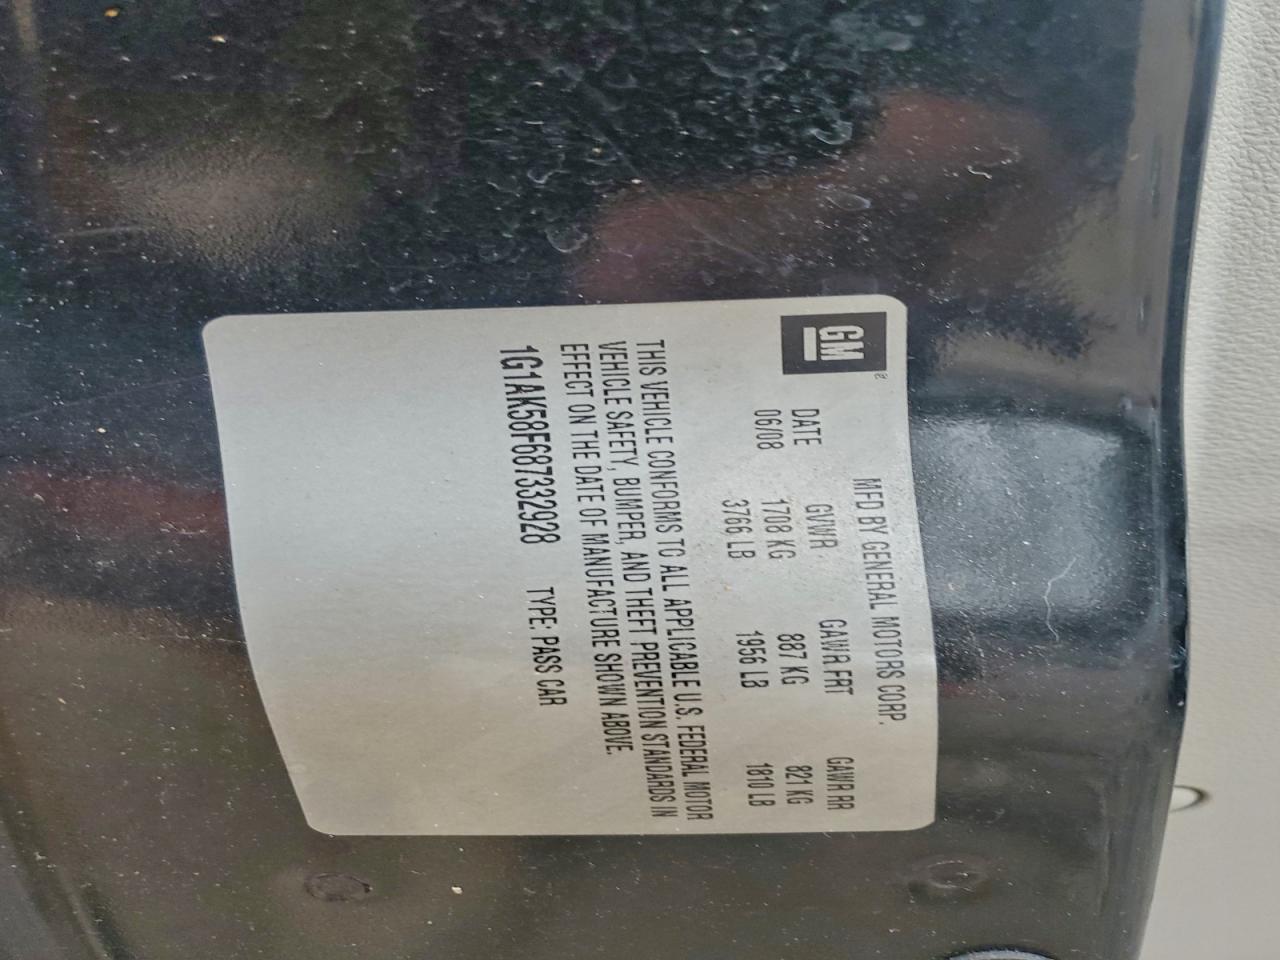 GM
MFD BY GENERAL MOTORS CORP.
DATE GVWR GAWR FRT GAWR RR
06/08 1708 KG 887 KG 821 KG
3766 LB 1956 LB 1810 LB
THIS VEHICLE CONFORMS TO ALL APPLICABLE U.S. FEDERAL MOTOR
VEHICLE SAFETY, BUMPER, AND THEFT PREVENTION STANDARDS IN
EFFECT ON THE DATE OF MANUFACTURE SHOWN ABOVE.
1G1AK58F687332928 TYPE: PASS CAR